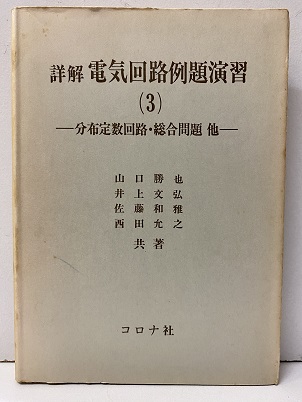 詳解 電気回路例題演習
(3)
―分布定数回路・総合問題 他―
山口勝也
井上文弘
佐藤和雅
西田允之
共著
コロナ社